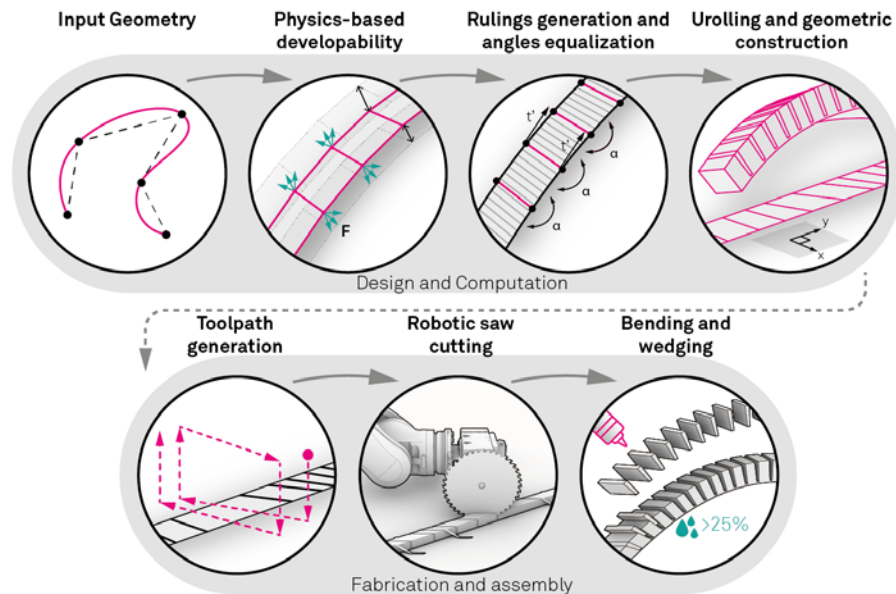 Input Geometry
Physics-based
developability
Rulings generation and
angles equalization
Urolling and geometric
construction
F
t'
t'
α
α
α
α
y
x
Design and Computation
Toolpath
generation
Robotic saw
cutting
Bending and
wedging
>25%
Fabrication and assembly